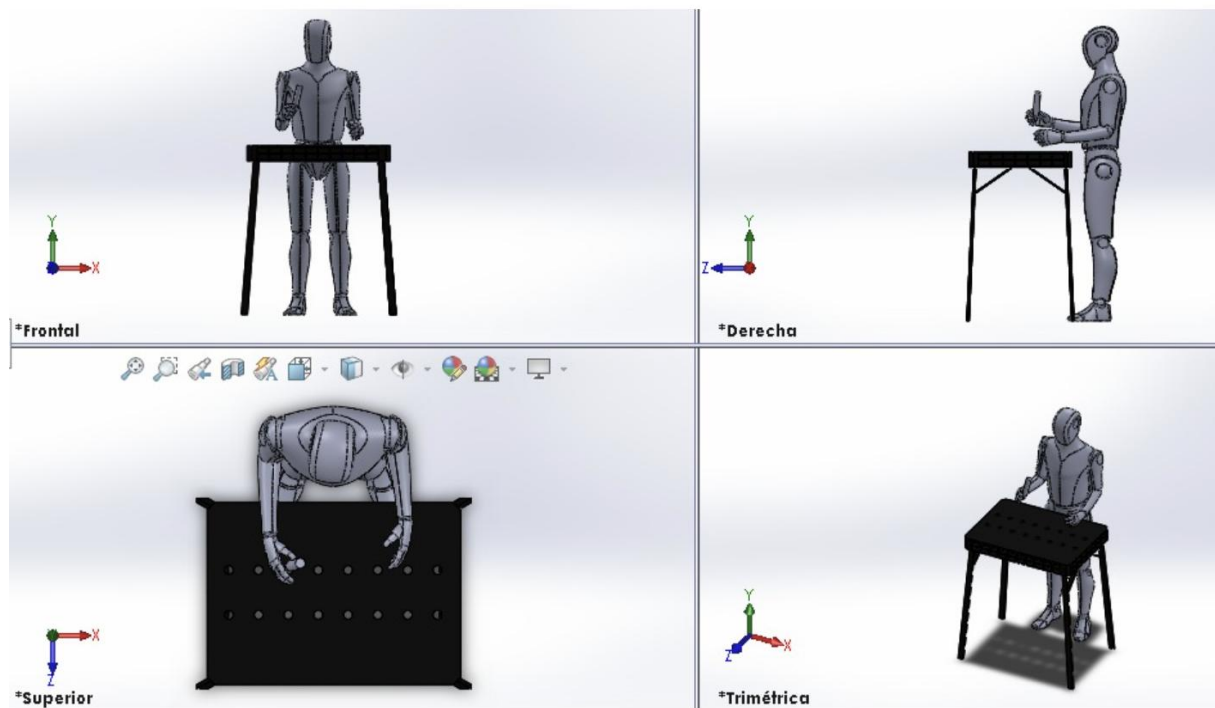 Y
X
*Frontal
Y
Z
*Derecha
X
Z
*Superior
Y
X
Z
*Trimétrica